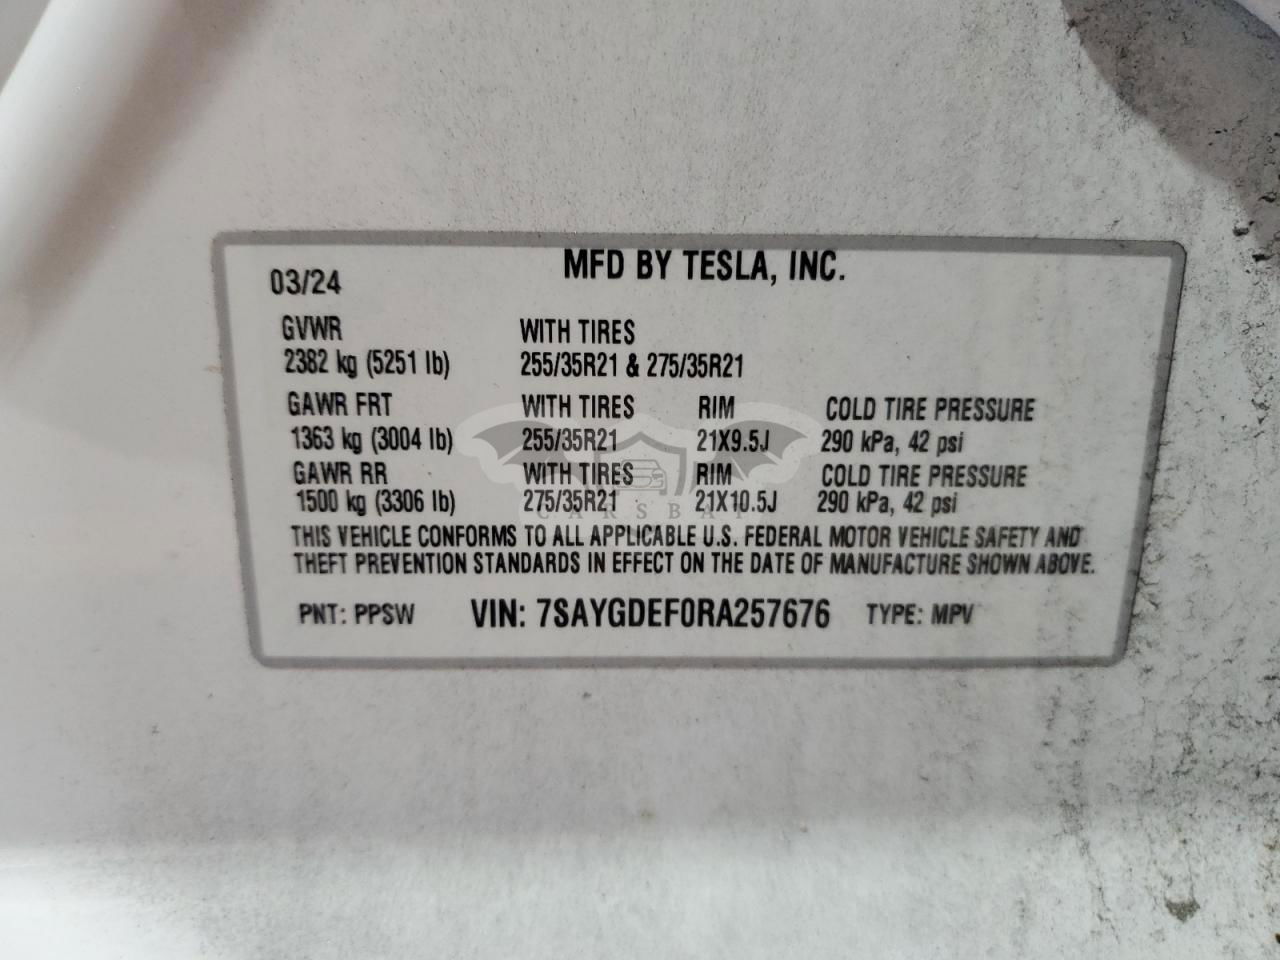 MFD BY TESLA, INC.
03/24
GVWR WITH TIRES
2382 kg (5251 lb) 255/35R21 & 275/35R21
GAWR FRT WITH TIRES RIM COLD TIRE PRESSURE
1363 kg (3004 lb) 255/35R21 21X9.5J 290 kPa, 42 psi
GAWR RR WITH TIRES RIM COLD TIRE PRESSURE
1500 kg (3306 lb) 275/35R21 21X10.5J 290 kPa, 42 psi
CARSBAT
THIS VEHICLE CONFORMS TO ALL APPLICABLE U.S. FEDERAL MOTOR VEHICLE SAFETY AND
THEFT PREVENTION STANDARDS IN EFFECT ON THE DATE OF MANUFACTURE SHOWN ABOVE.
PNT: PPSW VIN: 7SAYGDEF0RA257676 TYPE: MPV